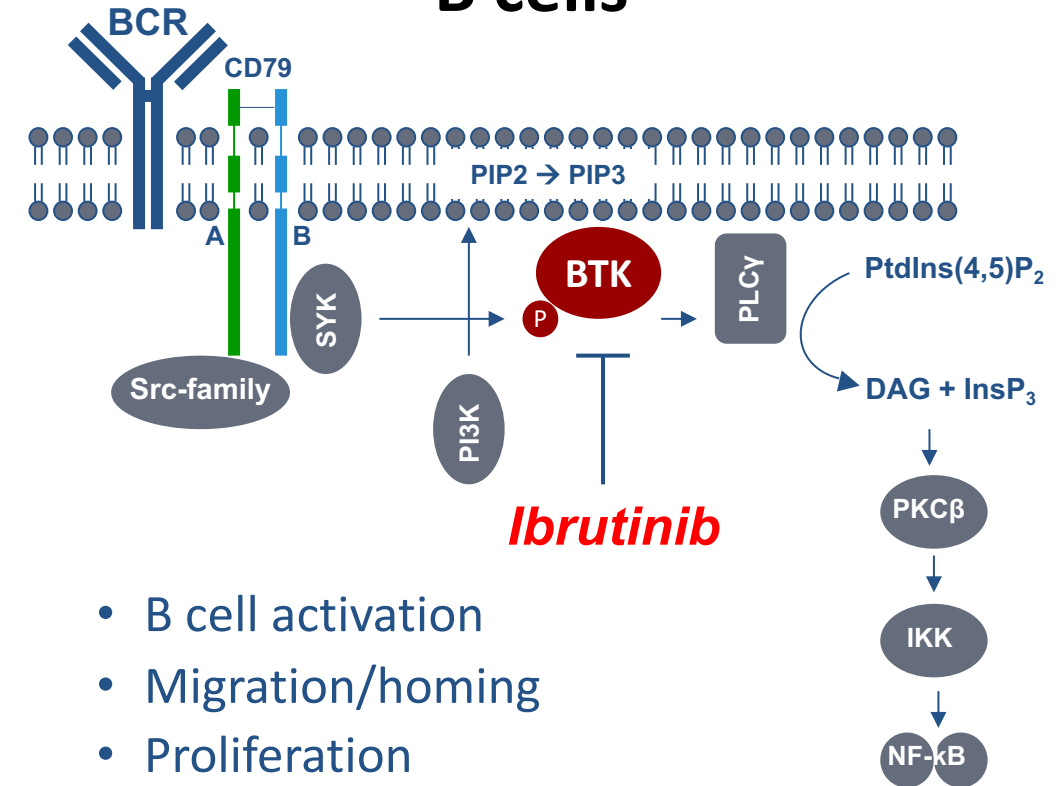 B cells
BCR
CD79
PIP2 → PIP3
A
B
BTK
P
PLCγ
PtdIns(4,5)P2
SYK
Src-family
PI3K
DAG + InsP3
Ibrutinib
PKCβ
IKK
NF-κB
• B cell activation
• Migration/homing
• Proliferation